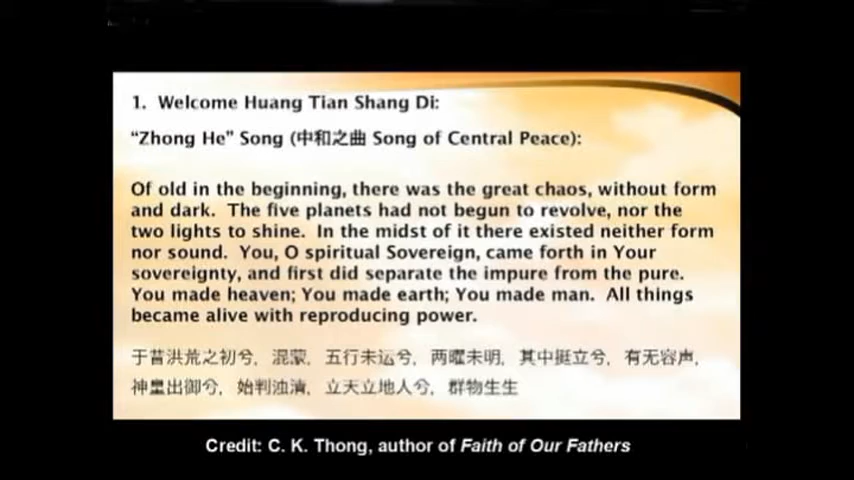 1. Welcome Huang Tian Shang Di:
“Zhong He” Song (中和之曲 Song of Central Peace):
Of old in the beginning, there was the great chaos, without form
and dark. The five planets had not begun to revolve, nor the
two lights to shine. In the midst of it there existed neither form
nor sound. You, O spiritual Sovereign, came forth in Your
sovereignty, and first did separate the impure from the pure.
You made heaven; You made earth; You made man. All things
became alive with reproducing power.
于昔洪荒之初兮，混蒙，五行未运兮，两曜未明，其中挺立兮，有无容声，
神皇出御兮，始判浊清，立天立地人兮，群物生生
Credit: C. K. Thong, author of Faith of Our Fathers